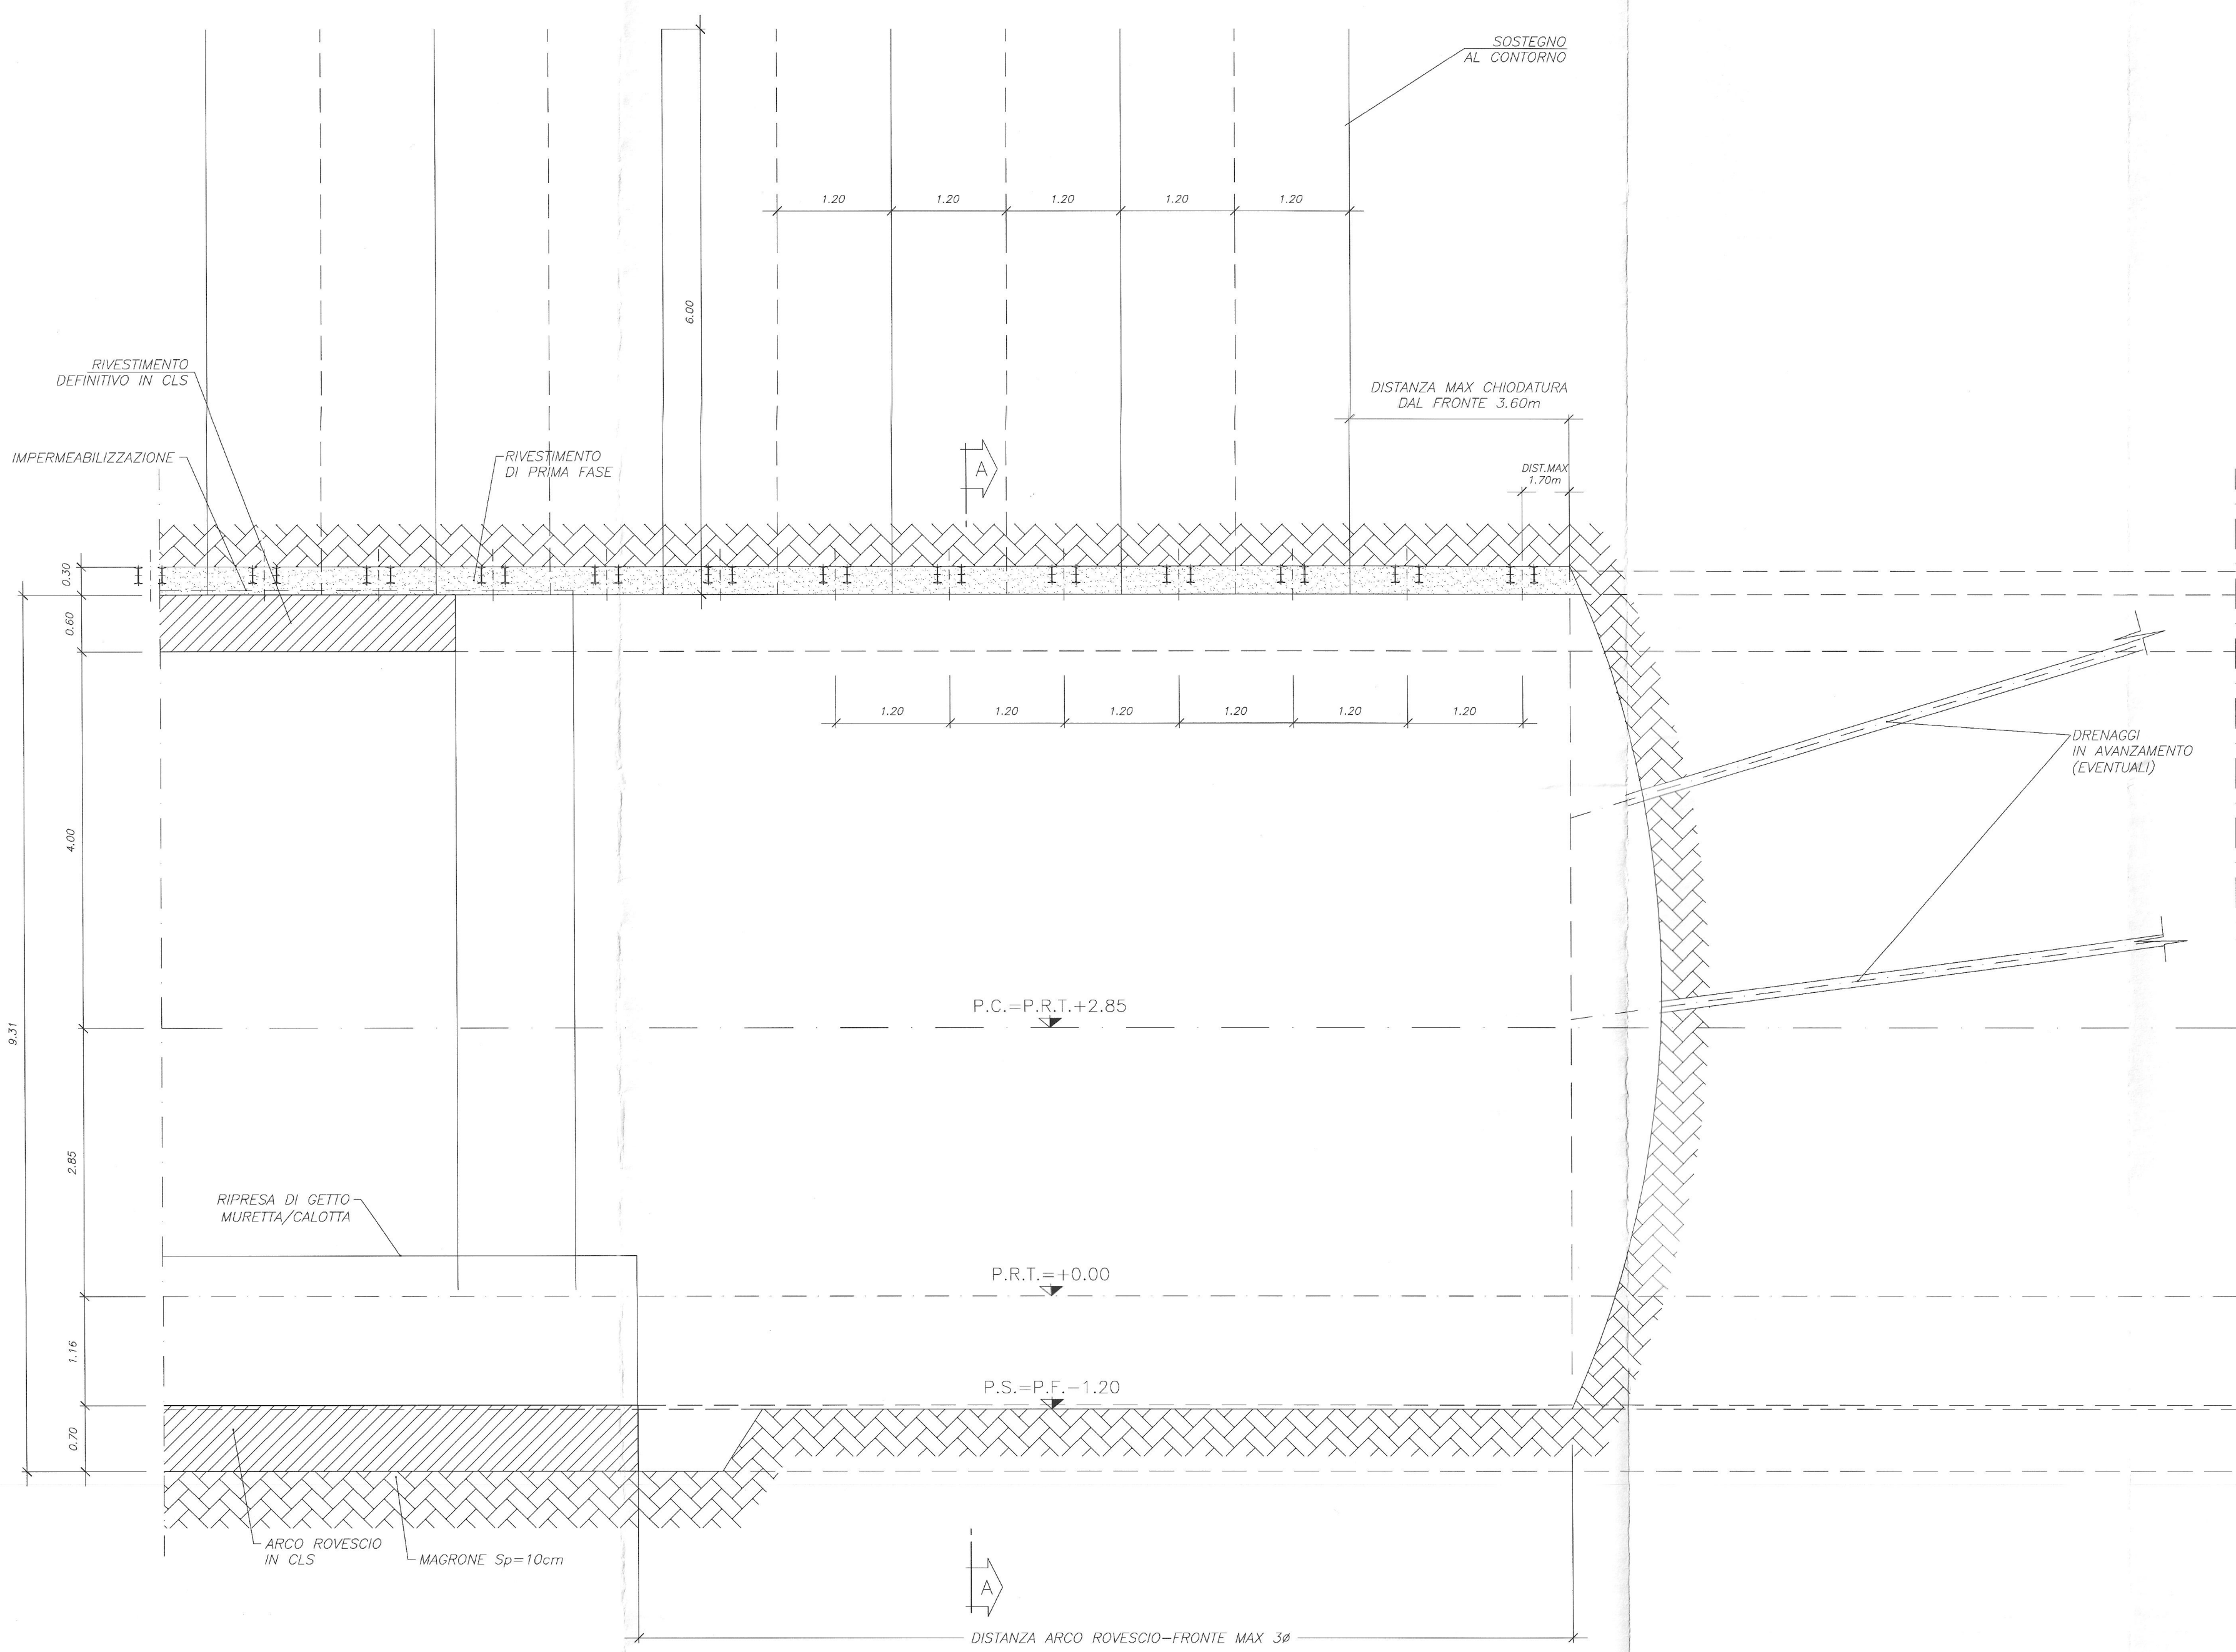 SOSTEGNO
AL CONTORNO
1.20
1.20
1.20
1.20
1.20
6.00
RIVESTIMENTO
DEFINITIVO IN CLS
DISTANZA MAX CHIODATURA
DAL FRONTE 3.60m
IMPERMEABILIZZAZIONE
RIVESTIMENTO
DI PRIMA FASE
A
DIST.MAX
1.70m
0.30
0.60
1.20
1.20
1.20
1.20
1.20
1.20
DRENAGGI
IN AVANZAMENTO
(EVENTUALI)
4.00
P.C.=P.R.T.+2.85
9.31
2.85
RIPRESA DI GETTO
MURETTA/CALOTTA
P.R.T.=+0.00
1.16
P.S.=P.F.-1.20
0.70
ARCO ROVESCIO
IN CLS
MAGRONE Sp=10cm
A
DISTANZA ARCO ROVESCIO-FRONTE MAX 3ø